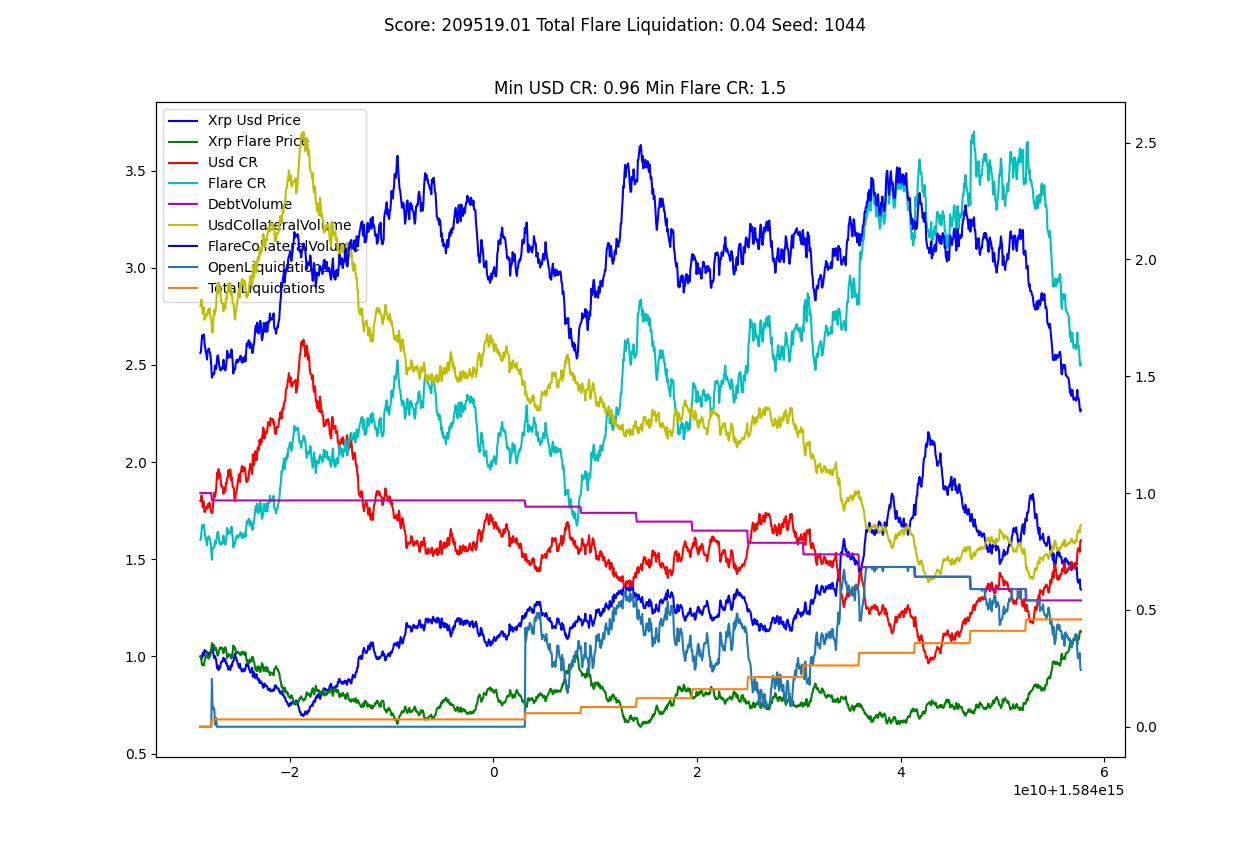 Score: 209519.01 Total Flare Liquidation: 0.04 Seed: 1044
Min USD CR: 0.96 Min Flare CR: 1.5
Xrp Usd Price
Xrp Flare Price
Usd CR
Flare CR
DebtVolume
UsdCollateralVolume
FlareCollateralVolume
OpenLiquidations
TotalLiquidations
3.5
3.0
2.5
2.0
1.5
1.0
0.5
2.5
2.0
1.5
1.0
0.5
0.0
−2
0
2
4
6
1e10+1.584e15